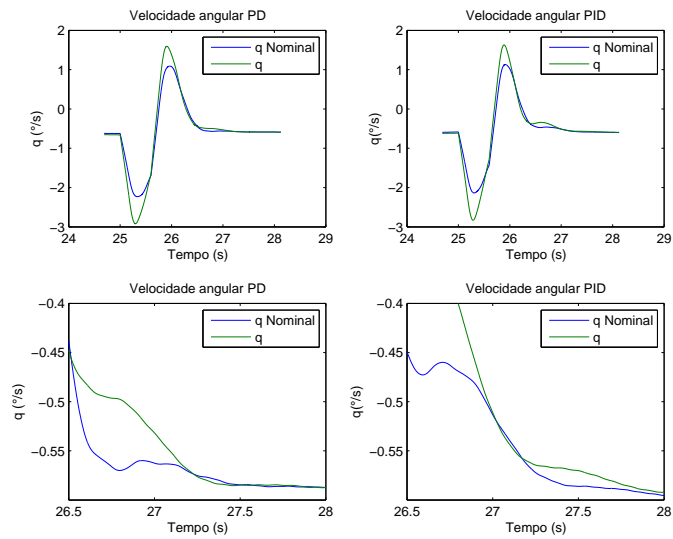 Velocidade angular PD
2
1
0
−1
−2
−3
q (°/s)
24 25 26 27 28 29
Tempo (s)
q Nominal
q
Velocidade angular PID
2
1
0
−1
−2
−3
q (°/s)
24 25 26 27 28 29
Tempo (s)
q Nominal
q
Velocidade angular PD
−0.4
−0.45
−0.5
−0.55
q (°/s)
26.5 27 27.5 28
Tempo (s)
q Nominal
q
Velocidade angular PID
−0.4
−0.45
−0.5
−0.55
q(°/s)
26.5 27 27.5 28
Tempo (s)
q Nominal
q